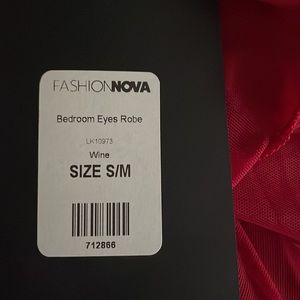 FASHIONNOVA
Bedroom Eyes Robe
LK10973
Wine
SIZE S/M
712866